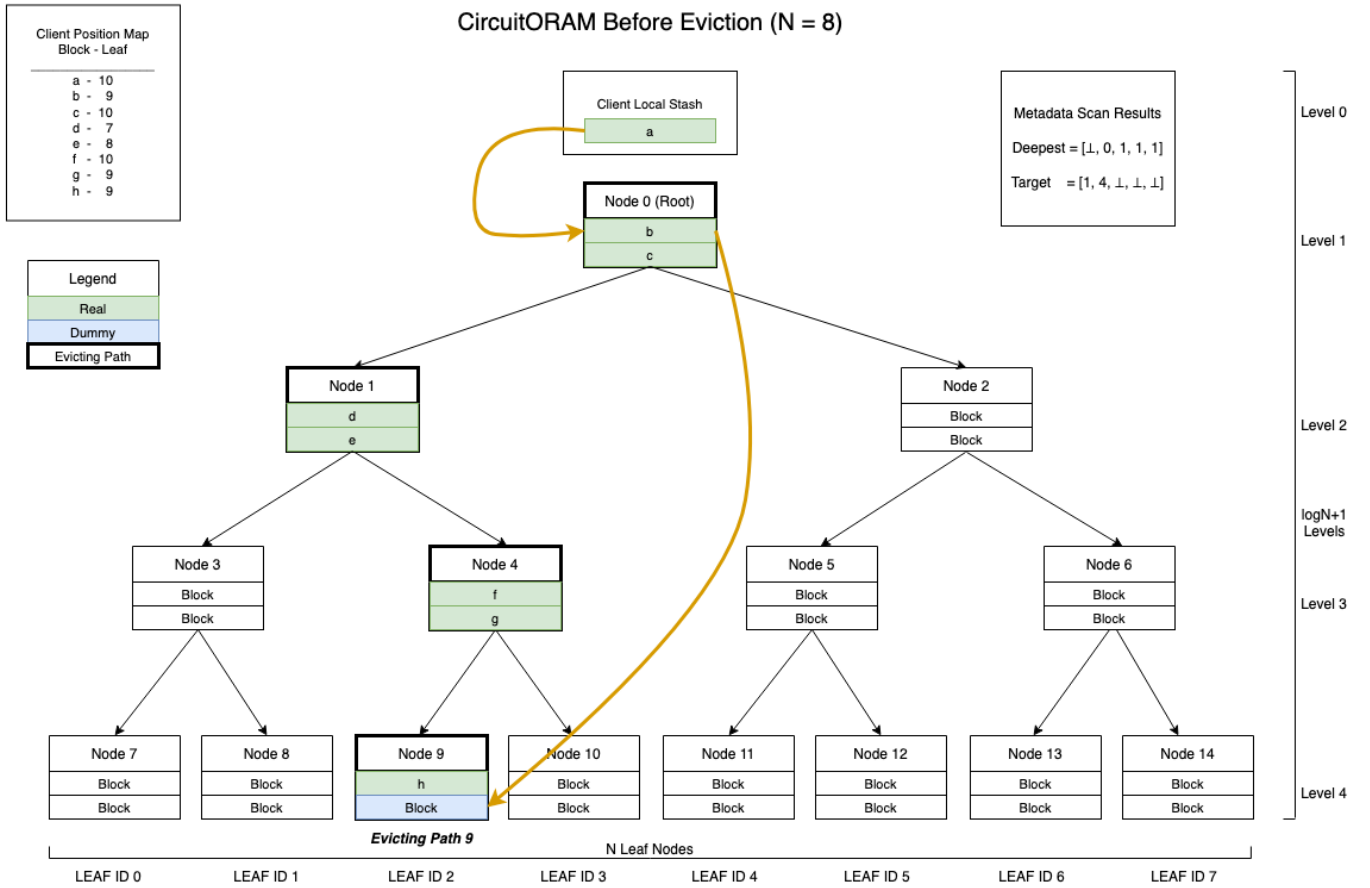 CircuitORAM Before Eviction (N = 8)
Client Position Map
Block - Leaf
a - 10
b - 9
c - 10
d - 7
e - 8
f - 10
g - 9
h - 9
Client Local Stash
a
Metadata Scan Results
Deepest = [⊥, 0, 1, 1, 1]
Target = [1, 4, ⊥, ⊥, ⊥]
Level 0
Legend
Real
Dummy
Evicting Path
Node 0 (Root)
b
c
Level 1
Node 1
d
e
Node 2
Block
Block
Level 2
logN+1
Levels
Node 3
Block
Block
Node 4
f
g
Node 5
Block
Block
Node 6
Block
Block
Level 3
Node 7
Block
Block
Node 8
Block
Block
Node 9
h
Block
Node 10
Block
Block
Node 11
Block
Block
Node 12
Block
Block
Node 13
Block
Block
Node 14
Block
Block
Level 4
Evicting Path 9
N Leaf Nodes
LEAF ID 0
LEAF ID 1
LEAF ID 2
LEAF ID 3
LEAF ID 4
LEAF ID 5
LEAF ID 6
LEAF ID 7